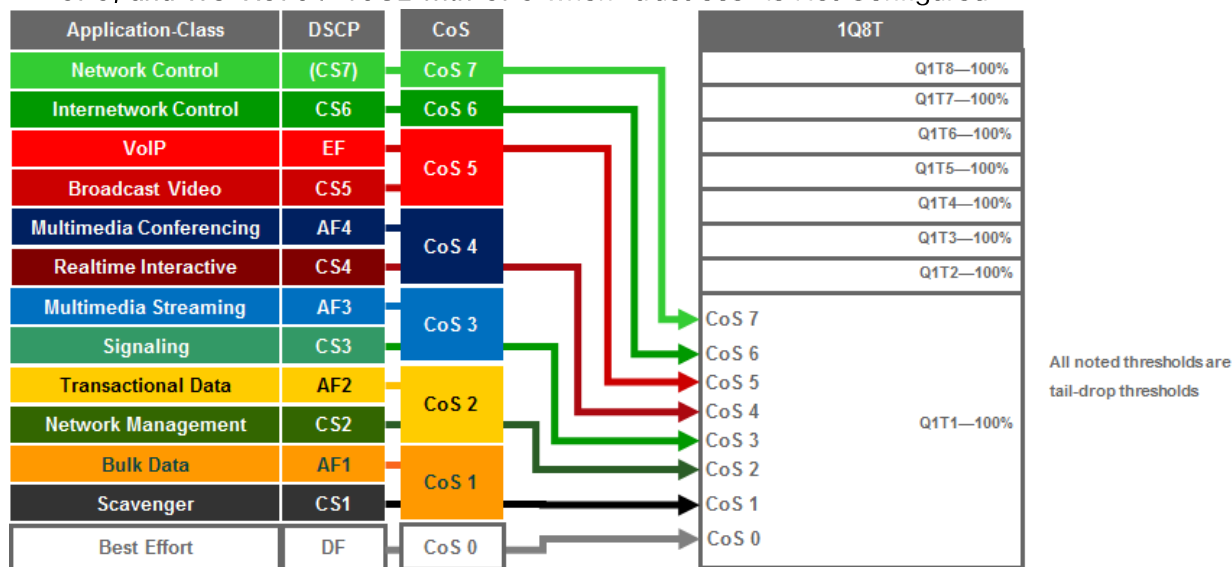 Application-Class DSCP CoS 1Q8T
Network Control (CS7) CoS 7
Internetwork Control CS6 CoS 6
VoIP EF CoS 5
Broadcast Video CS5
Multimedia Conferencing AF4 CoS 4
Realtime Interactive CS4
Multimedia Streaming AF3 CoS 3
Signaling CS3
Transactional Data AF2 CoS 2
Network Management CS2
Bulk Data AF1 CoS 1
Scavenger CS1
Best Effort DF CoS 0
Q1T8—100%
Q1T7—100%
Q1T6—100%
Q1T5—100%
Q1T4—100%
Q1T3—100%
Q1T2—100%
CoS 7
CoS 6
CoS 5
CoS 4
CoS 3
CoS 2
CoS 1
CoS 0
Q1T1—100%
All noted thresholds are
tail-drop thresholds